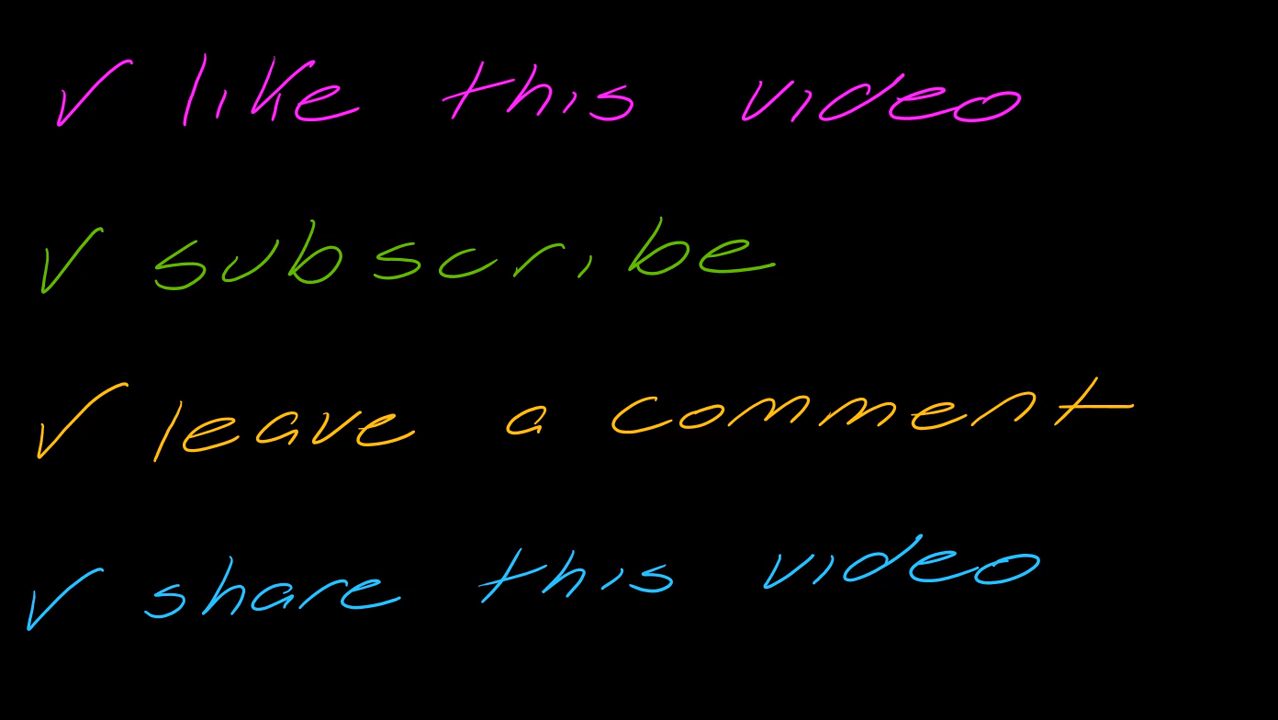 ✓ like this video
✓ subscribe
✓ leave a comment
✓ share this video